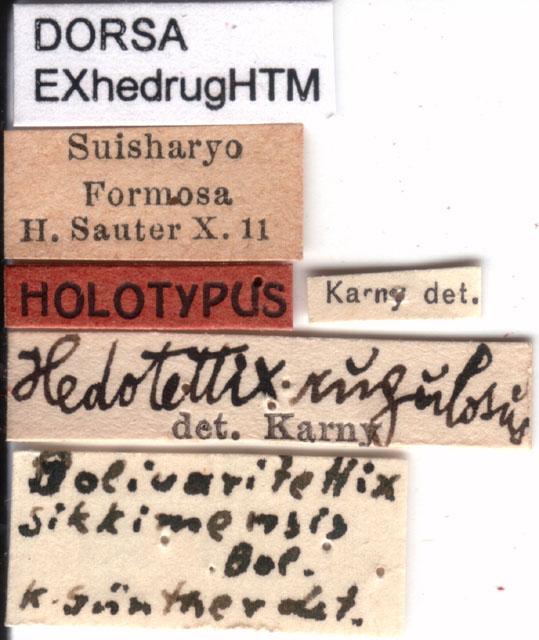 DORSA
EXhedrugHTM
Suisharyo
Formosa
H. Sauter X. 11
HOLOTYPUS
Karny det.
Hedotettix rugulosus
det. Karny
Bolivaritettix
sikkimensis
Bol.
K. Günther det.